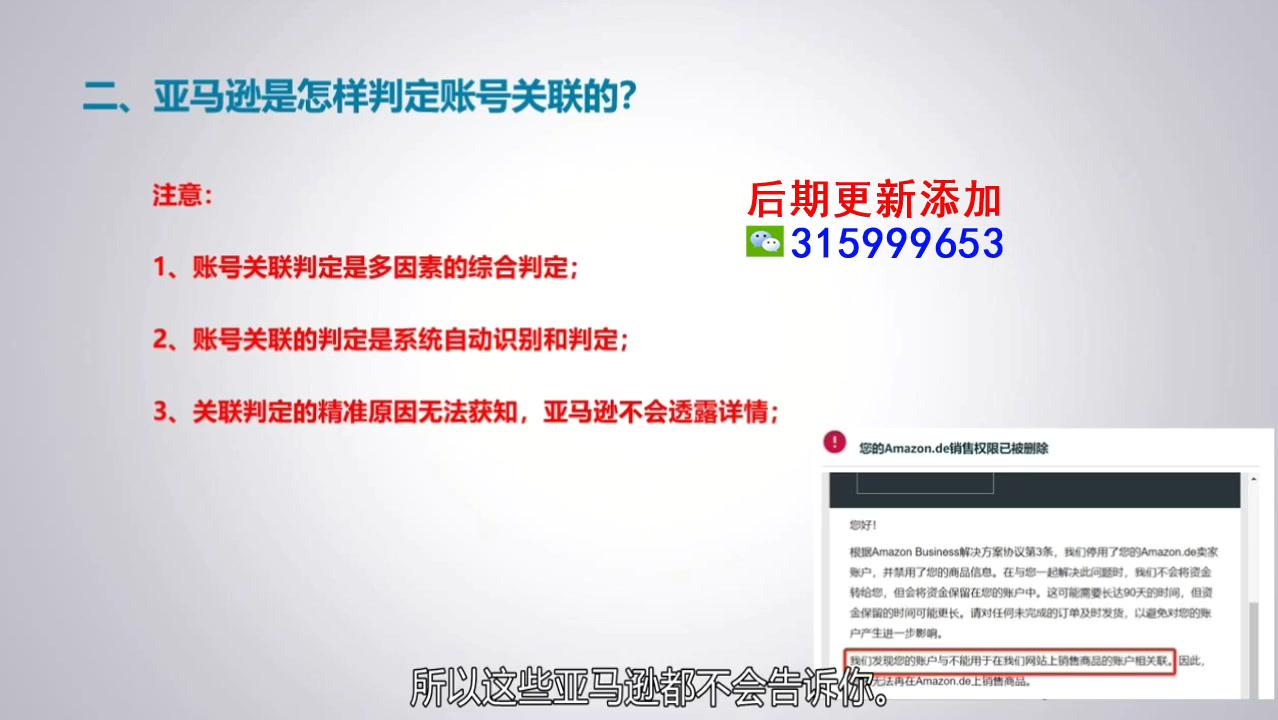 二、亚马逊是怎样判定账号关联的？
注意：
后期更新添加
315999653
1、账号关联判定是多因素的综合判定；
2、账号关联的判定是系统自动识别和判定；
3、关联判定的精准原因无法获知，亚马逊不会透露详情；
您的Amazon.de销售权限已被删除
您好！
根据Amazon Business解决方案协议第3条，我们停用了您的Amazon.de卖家
账户，并禁用了您的商品信息。在与您一起解决此问题时，我们不会将资金
转给您，但会将资金保留在您的账户中。这可能需要长达90天的时间，但资
金保留的时间可能更长。请对任何未完成的订单及时发货，以避免对您的账
户产生进一步影响。
我们发现您的账户与不能用于在我们网站上销售商品的账户相关联。因此，
无法再在Amazon.de上销售商品。
所以这些亚马逊都不会告诉你。